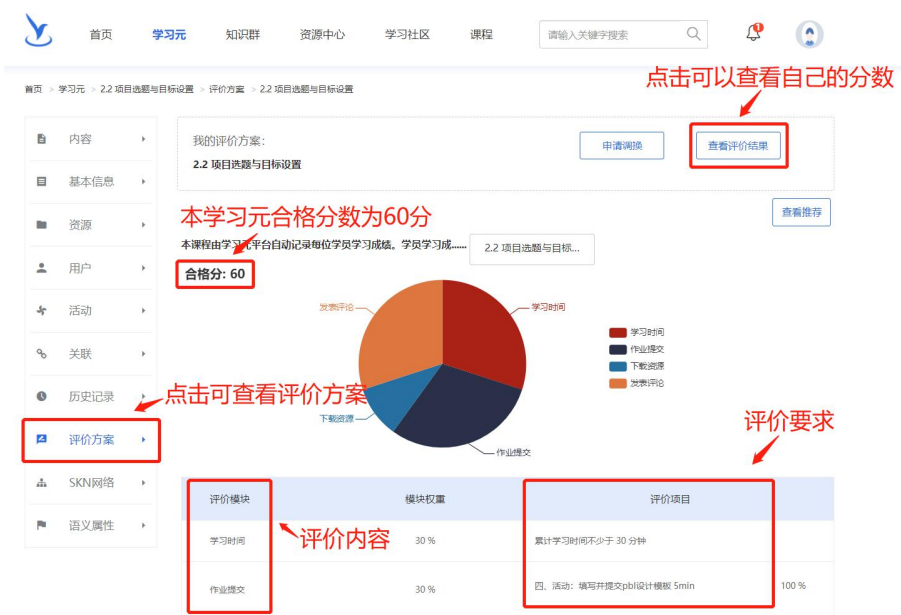 首页 学习元 知识群 资源中心 学习社区 课程 请输入关键字搜索
点击可以查看自己的分数
首页 > 学习元 > 2.2 项目选题与目标设置 > 评价方案 > 2.2 项目选题与目标设置
内容
我的评价方案:
申请调换
查看评价结果
2.2 项目选题与目标设置
基本信息
本学习元合格分数为60分
查看推荐
资源
本课程由学习元平台自动记录每位学员学习成绩。学员学习成......
2.2 项目选题与目标...
用户
合格分: 60
发表评论
学习时间
活动
学习时间
作业提交
关联
下载资源
发表评论
历史记录
点击可查看评价方案
下载资源
评价要求
评价方案
作业提交
SKN网络
评价模块 模块权重 评价项目
语义属性
评价内容
学习时间 30 % 累计学习时间不少于 30 分钟
作业提交 30 % 四、活动：填写并提交pbl设计模板 5min 100 %